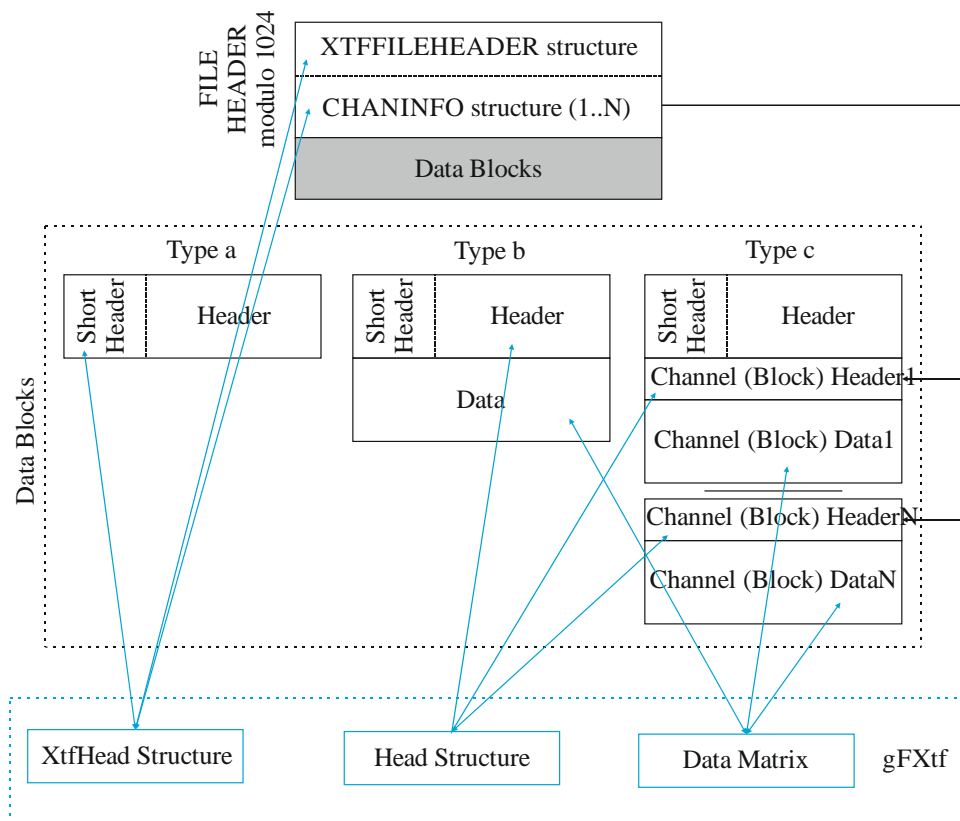 FILE
HEADER
modulo 1024
XTFFILEHEADER structure
CHANINFO structure (1..N)
Data Blocks
Data Blocks
Type a
Short
Header
Header
Type b
Short
Header
Header
Data
Type c
Short
Header
Header
Channel (Block) Header1
Channel (Block) Data1
Channel (Block) HeaderN
Channel (Block) DataN
XtfHead Structure
Head Structure
Data Matrix
gFXtf